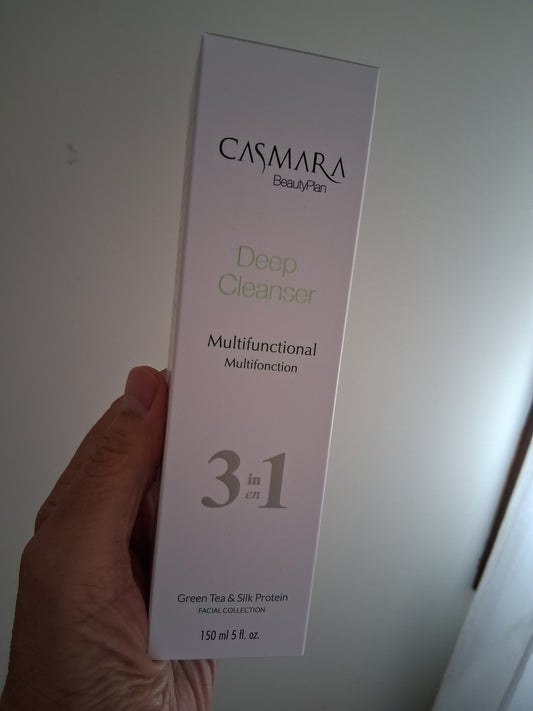 CASMARA
BeautyPlan
Deep
Cleanser
Multifunctional
Multifonction
3 in en 1
Green Tea & Silk Protein
FACIAL COLLECTION
150 ml 5 fl. oz.